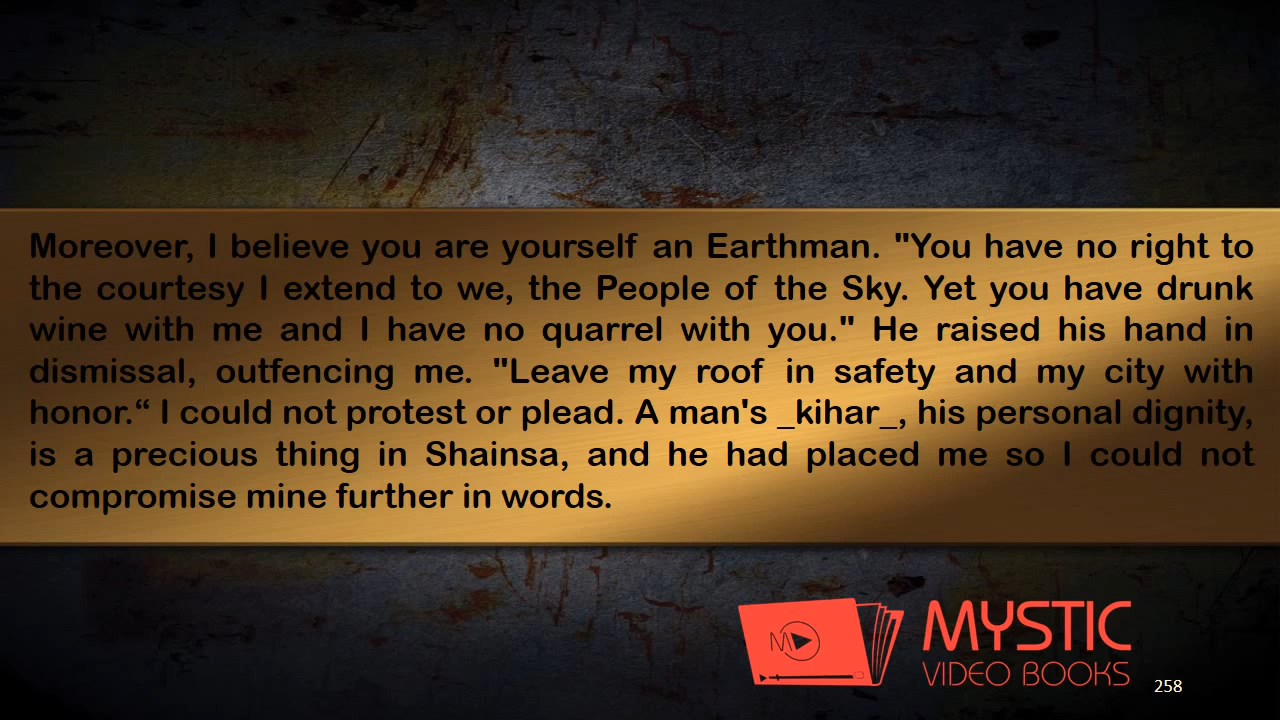 Moreover, I believe you are yourself an Earthman. "You have no right to
the courtesy I extend to we, the People of the Sky. Yet you have drunk
wine with me and I have no quarrel with you." He raised his hand in
dismissal, outfencing me. "Leave my roof in safety and my city with
honor.“ I could not protest or plead. A man's _kihar_, his personal dignity,
is a precious thing in Shainsa, and he had placed me so I could not
compromise mine further in words.
MYSTIC
VIDEO BOOKS
258